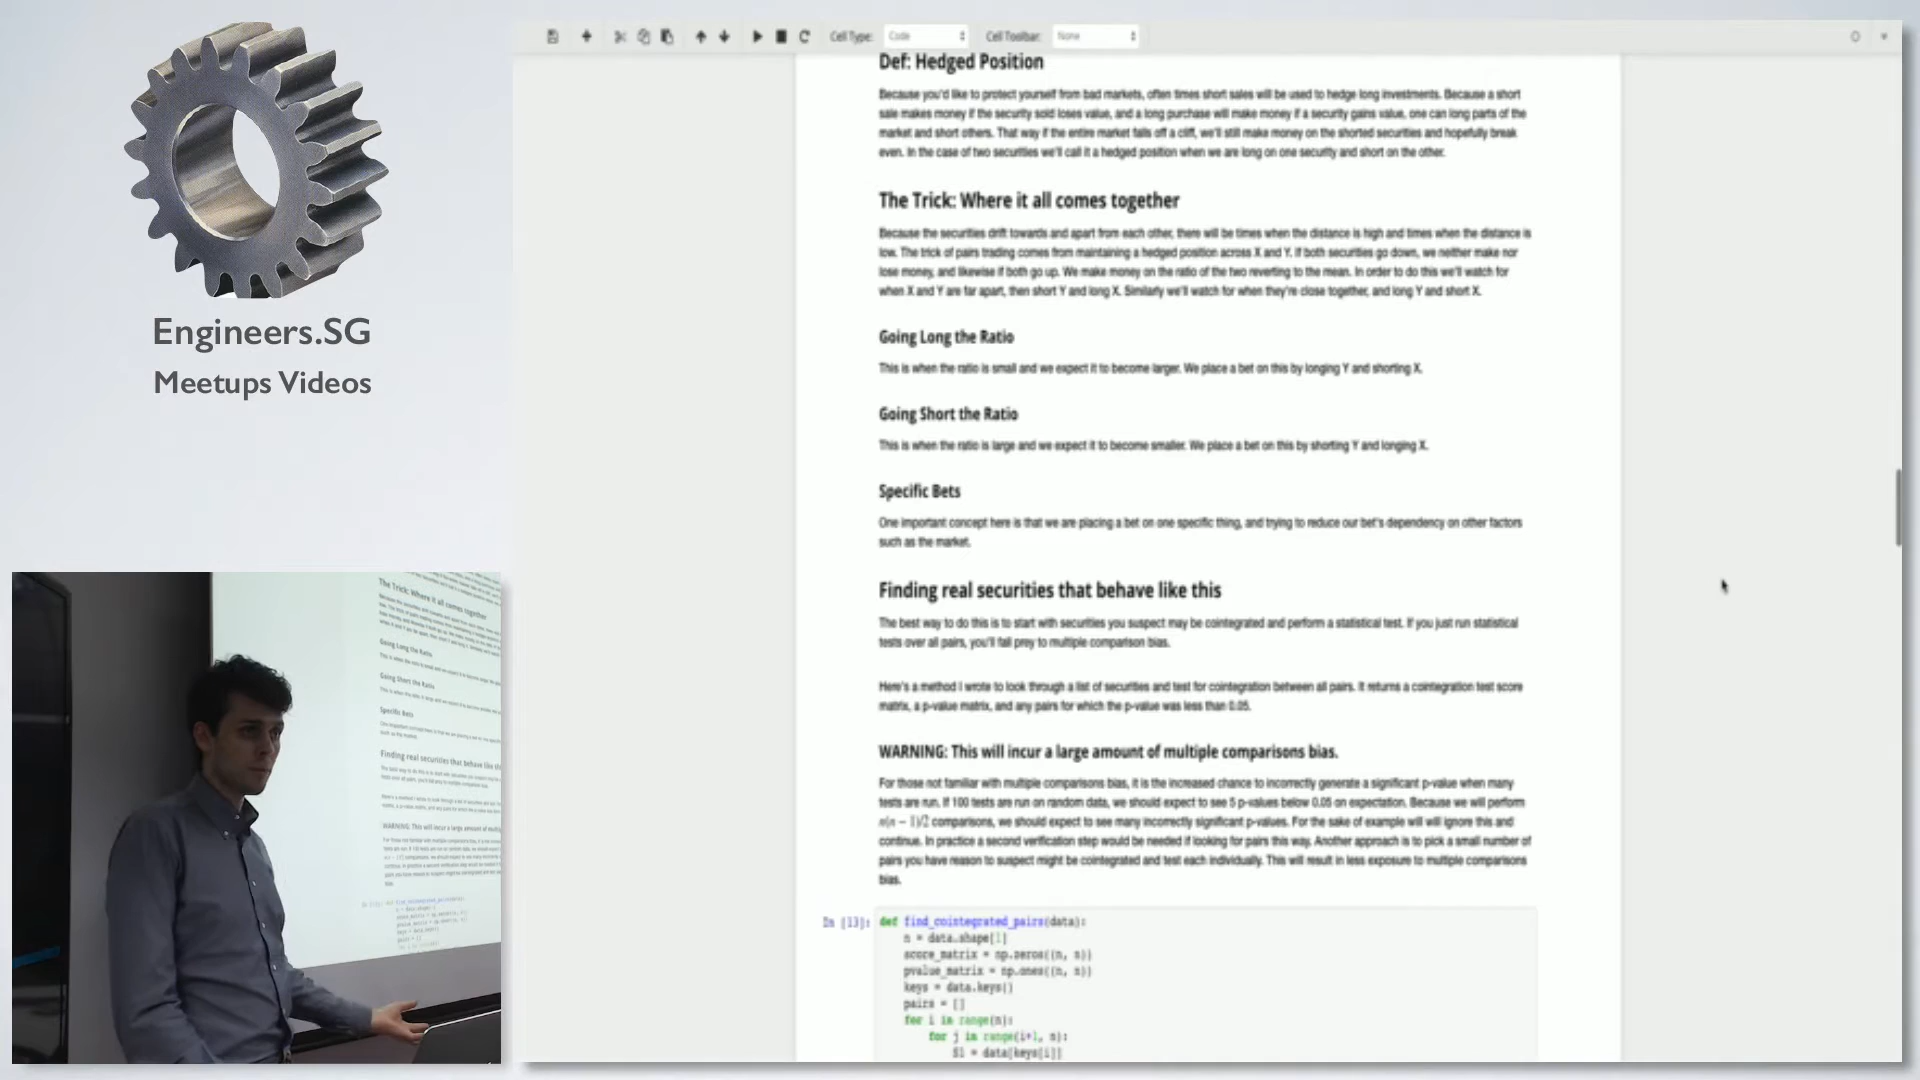 Cell Type: Code Cell Toolbar: None
Def: Hedged Position
Because you'd like to protect yourself from bad markets, often times short sales will be used to hedge long investments. Because a short
sale makes money if the security sold loses value, and a long purchase will make money if a security gains value, one can long parts of the
market and short others. That way if the entire market falls off a cliff, we'll still make money on the shorted securities and hopefully break
even. In the case of two securities we'll call it a hedged position when we are long on one security and short on the other.
The Trick: Where it all comes together
Because the securities drift towards and apart from each other, there will be times when the distance is high and times when the distance is
low. The trick of pairs trading comes from maintaining a hedged position across X and Y. If both securities go down, we neither make nor
lose money, and likewise if both go up. We make money on the ratio of the two reverting to the mean. In order to do this we'll watch for
when X and Y are far apart, then short Y and long X. Similarly we'll watch for when they're close together, and long Y and short X.
Going Long the Ratio
This is when the ratio is small and we expect it to become larger. We place a bet on this by longing Y and shorting X.
Going Short the Ratio
This is when the ratio is large and we expect it to become smaller. We place a bet on this by shorting Y and longing X.
Specific Bets
One important concept here is that we are placing a bet on one specific thing, and trying to reduce our bet's dependency on other factors
such as the market.
Finding real securities that behave like this
The best way to do this is to start with securities you suspect may be cointegrated and perform a statistical test. If you just run statistical
tests over all pairs, you'll fall prey to multiple comparison bias.
Here's a method I wrote to look through a list of securities and test for cointegration between all pairs. It returns a cointegration test score
matrix, a p-value matrix, and any pairs for which the p-value was less than 0.05.
WARNING: This will incur a large amount of multiple comparisons bias.
For those not familiar with multiple comparisons bias, it is the increased chance to incorrectly generate a significant p-value when many
tests are run. If 100 tests are run on random data, we should expect to see 5 p-values below 0.05 on expectation. Because we will perform
n(n − 1)/2 comparisons, we should expect to see many incorrectly significant p-values. For the sake of example will will ignore this and
continue. In practice a second verification step would be needed if looking for pairs this way. Another approach is to pick a small number of
pairs you have reason to suspect might be cointegrated and test each individually. This will result in less exposure to multiple comparisons
bias.
In [13]: def find_cointegrated_pairs(data):
n = data.shape[1]
score_matrix = np.zeros((n, n))
pvalue_matrix = np.ones((n, n))
keys = data.keys()
pairs = []
for i in range(n):
for j in range(i+1, n):
S1 = data[keys[i]]
Engineers.SG
Meetups Videos
The Trick: Where it all comes together
Going Long the Ratio
Going Short the Ratio
Specific Bets
Finding real securities that behave like